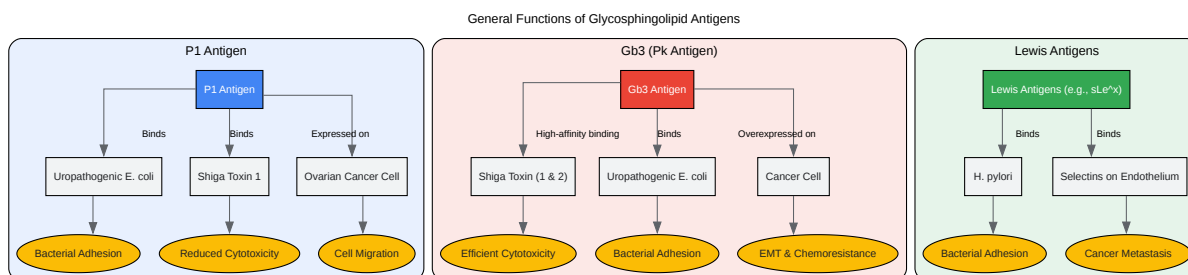 General Functions of Glycosphingolipid Antigens
P1 Antigen
P1 Antigen
Binds
Binds
Expressed on
Uropathogenic E. coli
Shiga Toxin 1
Ovarian Cancer Cell
Bacterial Adhesion
Reduced Cytotoxicity
Cell Migration
Gb3 (Pk Antigen)
Gb3 Antigen
High-affinity binding
Binds
Overexpressed on
Shiga Toxin (1 & 2)
Uropathogenic E. coli
Cancer Cell
Efficient Cytotoxicity
Bacterial Adhesion
EMT & Chemoresistance
Lewis Antigens
Lewis Antigens (e.g., sLe^x)
Binds
Binds
H. pylori
Selectins on Endothelium
Bacterial Adhesion
Cancer Metastasis